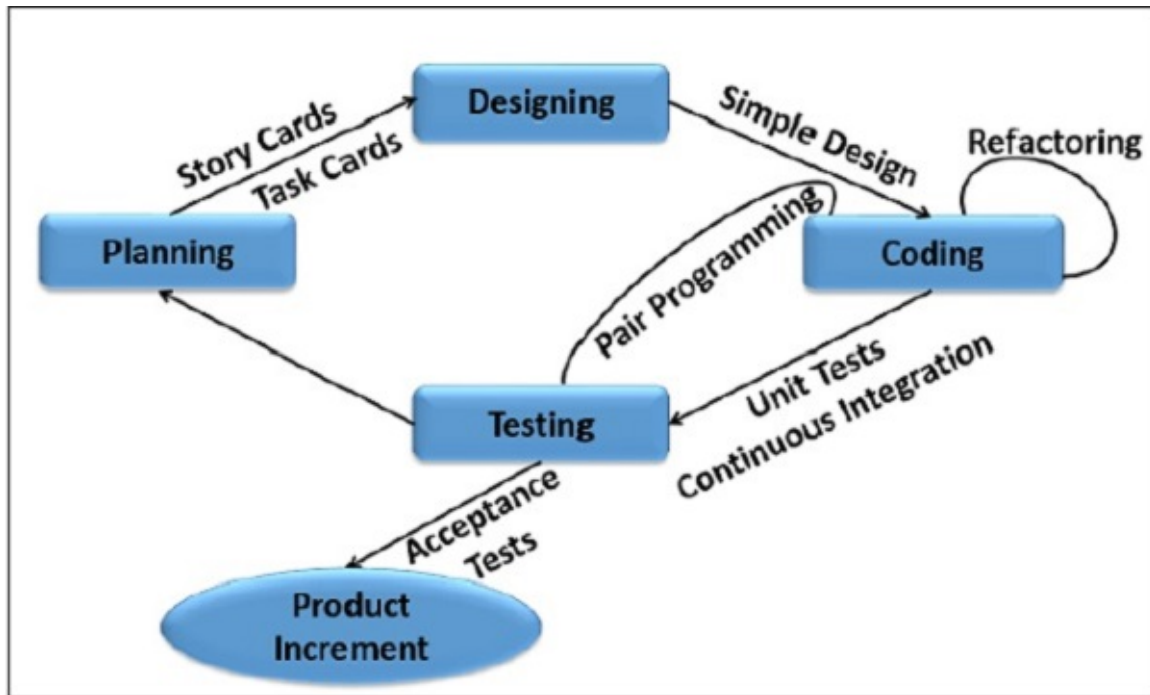 Designing
Story Cards
Task Cards
Simple Design
Refactoring
Planning
Pair Programming
Coding
Unit Tests
Continuous Integration
Testing
Acceptance
Tests
Product
Increment